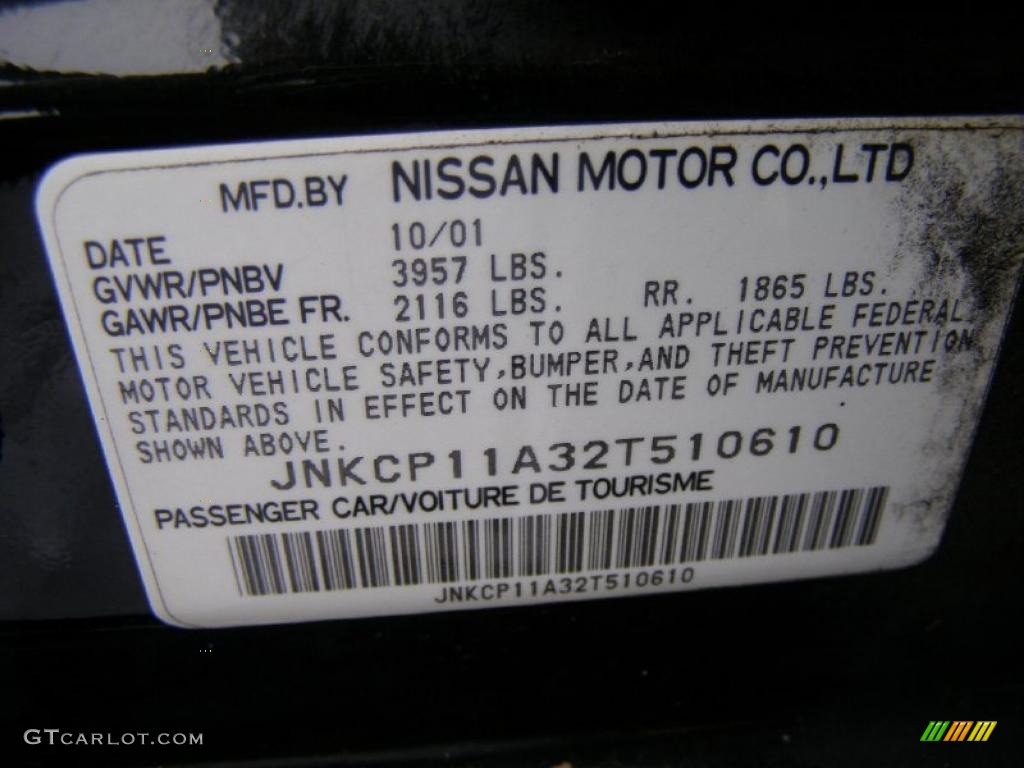 MFD.BY NISSAN MOTOR CO.,LTD
DATE 10/01
GVWR/PNBV 3957 LBS.
GAWR/PNBE FR. 2116 LBS. RR. 1865 LBS.
THIS VEHICLE CONFORMS TO ALL APPLICABLE FEDERAL
MOTOR VEHICLE SAFETY,BUMPER,AND THEFT PREVENTION
STANDARDS IN EFFECT ON THE DATE OF MANUFACTURE
SHOWN ABOVE.
JNKCP11A32T510610
PASSENGER CAR/VOITURE DE TOURISME
JNKCP11A32T510610
GTCARLOT.COM